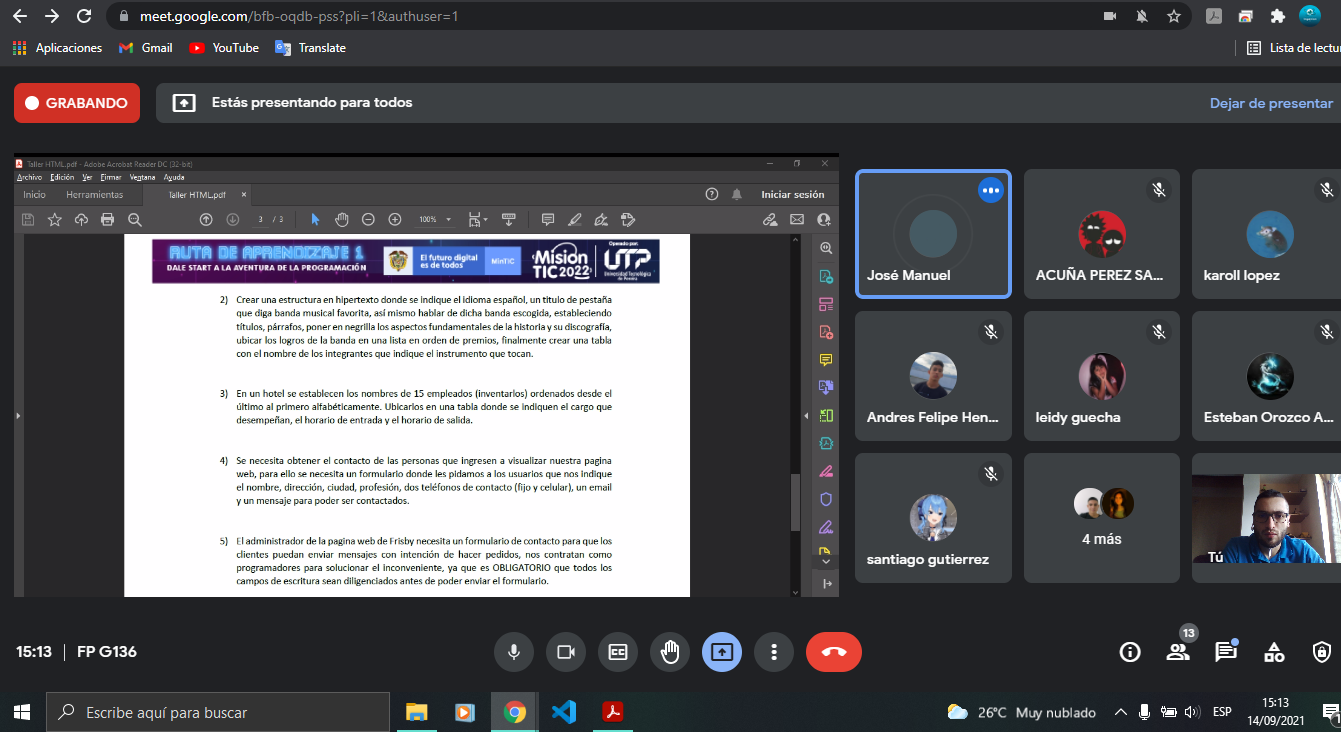 meet.google.com/bfb-oqdb-pss?pli=1&authuser=1
Aplicaciones
Gmail
YouTube
Translate
Lista de lectu
GRABANDO
Estás presentando para todos
Dejar de presentar
Taller HTML.pdf - Adobe Acrobat Reader DC (32-bit)
Archivo Edición Ver Firmar Ventana Ayuda
Inicio
Herramientas
Taller HTML.pdf
Iniciar sesión
3 / 3
100%
RUTA DE APRENDIZAJE 1
DALE START A LA AVENTURA DE LA PROGRAMACIÓN
El futuro digital
es de todos
MinTIC
Misión
TIC2022
Operado por:
UTP
Universidad Tecnológica
de Pereira
2) Crear una estructura en hipertexto donde se indique el idioma español, un titulo de pestaña
que diga banda musical favorita, así mismo hablar de dicha banda escogida, estableciendo
títulos, párrafos, poner en negrilla los aspectos fundamentales de la historia y su discografía,
ubicar los logros de la banda en una lista en orden de premios, finalmente crear una tabla
con el nombre de los integrantes que indique el instrumento que tocan.
3) En un hotel se establecen los nombres de 15 empleados (inventarlos) ordenados desde el
último al primero alfabéticamente. Ubicarlos en una tabla donde se indiquen el cargo que
desempeñan, el horario de entrada y el horario de salida.
4) Se necesita obtener el contacto de las personas que ingresen a visualizar nuestra pagina
web, para ello se necesita un formulario donde les pidamos a los usuarios que nos indique
el nombre, dirección, ciudad, profesión, dos teléfonos de contacto (fijo y celular), un email
y un mensaje para poder ser contactados.
5) El administrador de la pagina web de Frisby necesita un formulario de contacto para que los
clientes puedan enviar mensajes con intención de hacer pedidos, nos contratan como
programadores para solucionar el inconveniente, ya que es OBLIGATORIO que todos los
campos de escritura sean diligenciados antes de poder enviar el formulario.
José Manuel
ACUÑA PEREZ SA...
karoll lopez
Andres Felipe Hen...
leidy guecha
Esteban Orozco A...
santiago gutierrez
4 más
Tú
15:13
FP G136
13
Escribe aquí para buscar
26°C Muy nublado
ESP
15:13
14/09/2021
1